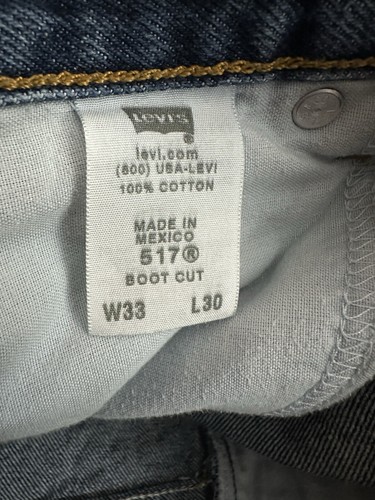 LEVI'S®
levi.com
(800) USA-LEVI
100% COTTON
MADE IN
MEXICO
517®
BOOT CUT
W33 L30